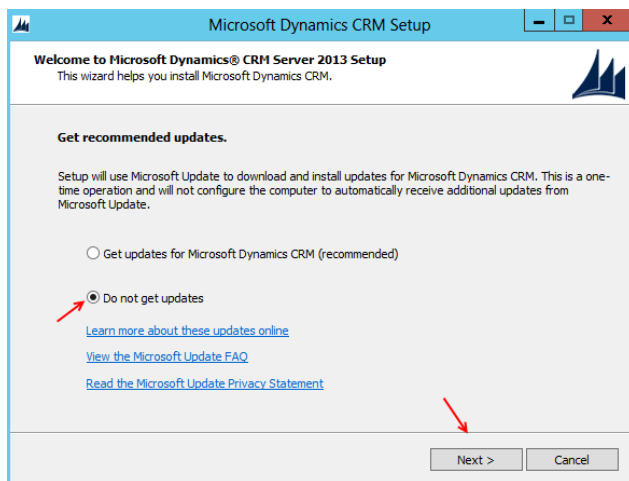 Microsoft Dynamics CRM Setup
Welcome to Microsoft Dynamics® CRM Server 2013 Setup
This wizard helps you install Microsoft Dynamics CRM.
Get recommended updates.
Setup will use Microsoft Update to download and install updates for Microsoft Dynamics CRM. This is a one-
time operation and will not configure the computer to automatically receive additional updates from
Microsoft Update.
Get updates for Microsoft Dynamics CRM (recommended)
Do not get updates
Learn more about these updates online
View the Microsoft Update FAQ
Read the Microsoft Update Privacy Statement
Next > Cancel